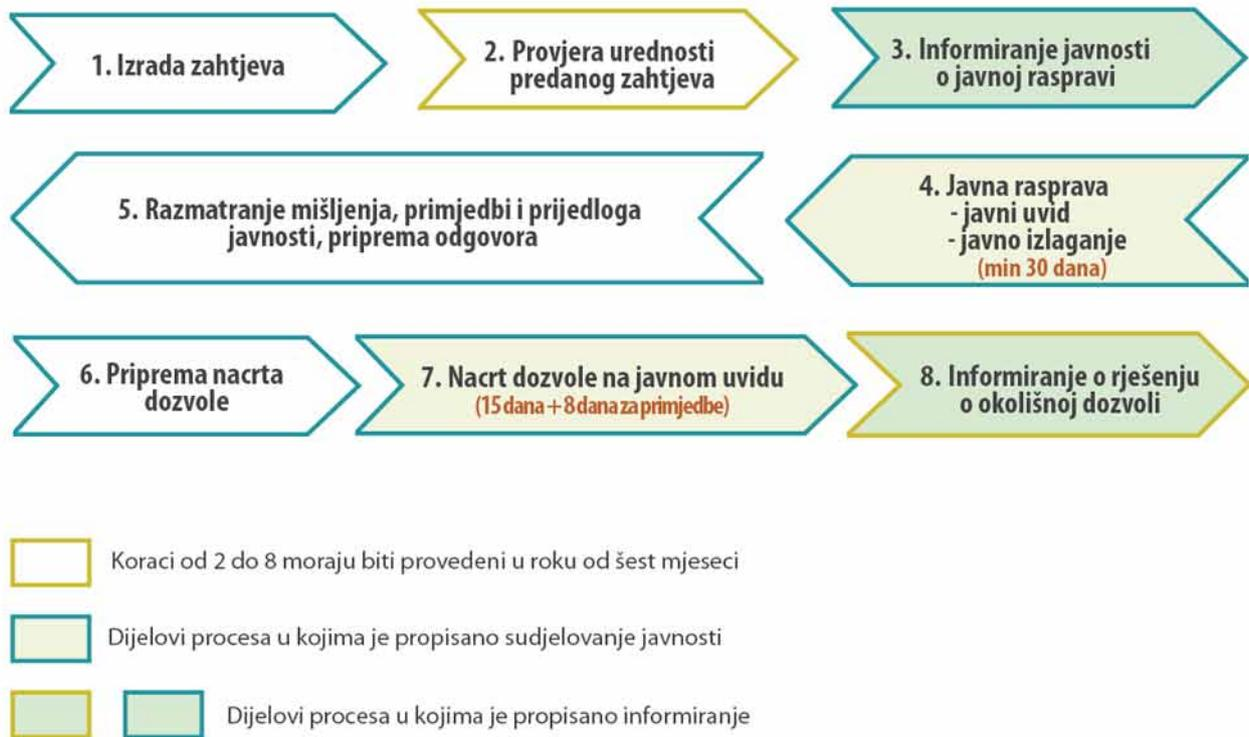 1. Izrada zahtjeva
2. Provjera urednosti
predanog zahtjeva
3. Informiranje javnosti
o javnoj raspravi
4. Javna rasprava
- javni uvid
- javno izlaganje
(min 30 dana)
5. Razmatranje mišljenja, primjedbi i prijedloga
javnosti, priprema odgovora
6. Priprema nacrta
dozvole
7. Nacrt dozvole na javnom uvidu
(15 dana + 8 dana za primjedbe)
8. Informiranje o rješenju
o okolišnoj dozvoli
Koraci od 2 do 8 moraju biti provedeni u roku od šest mjeseci
Dijelovi procesa u kojima je propisano sudjelovanje javnosti
Dijelovi procesa u kojima je propisano informiranje